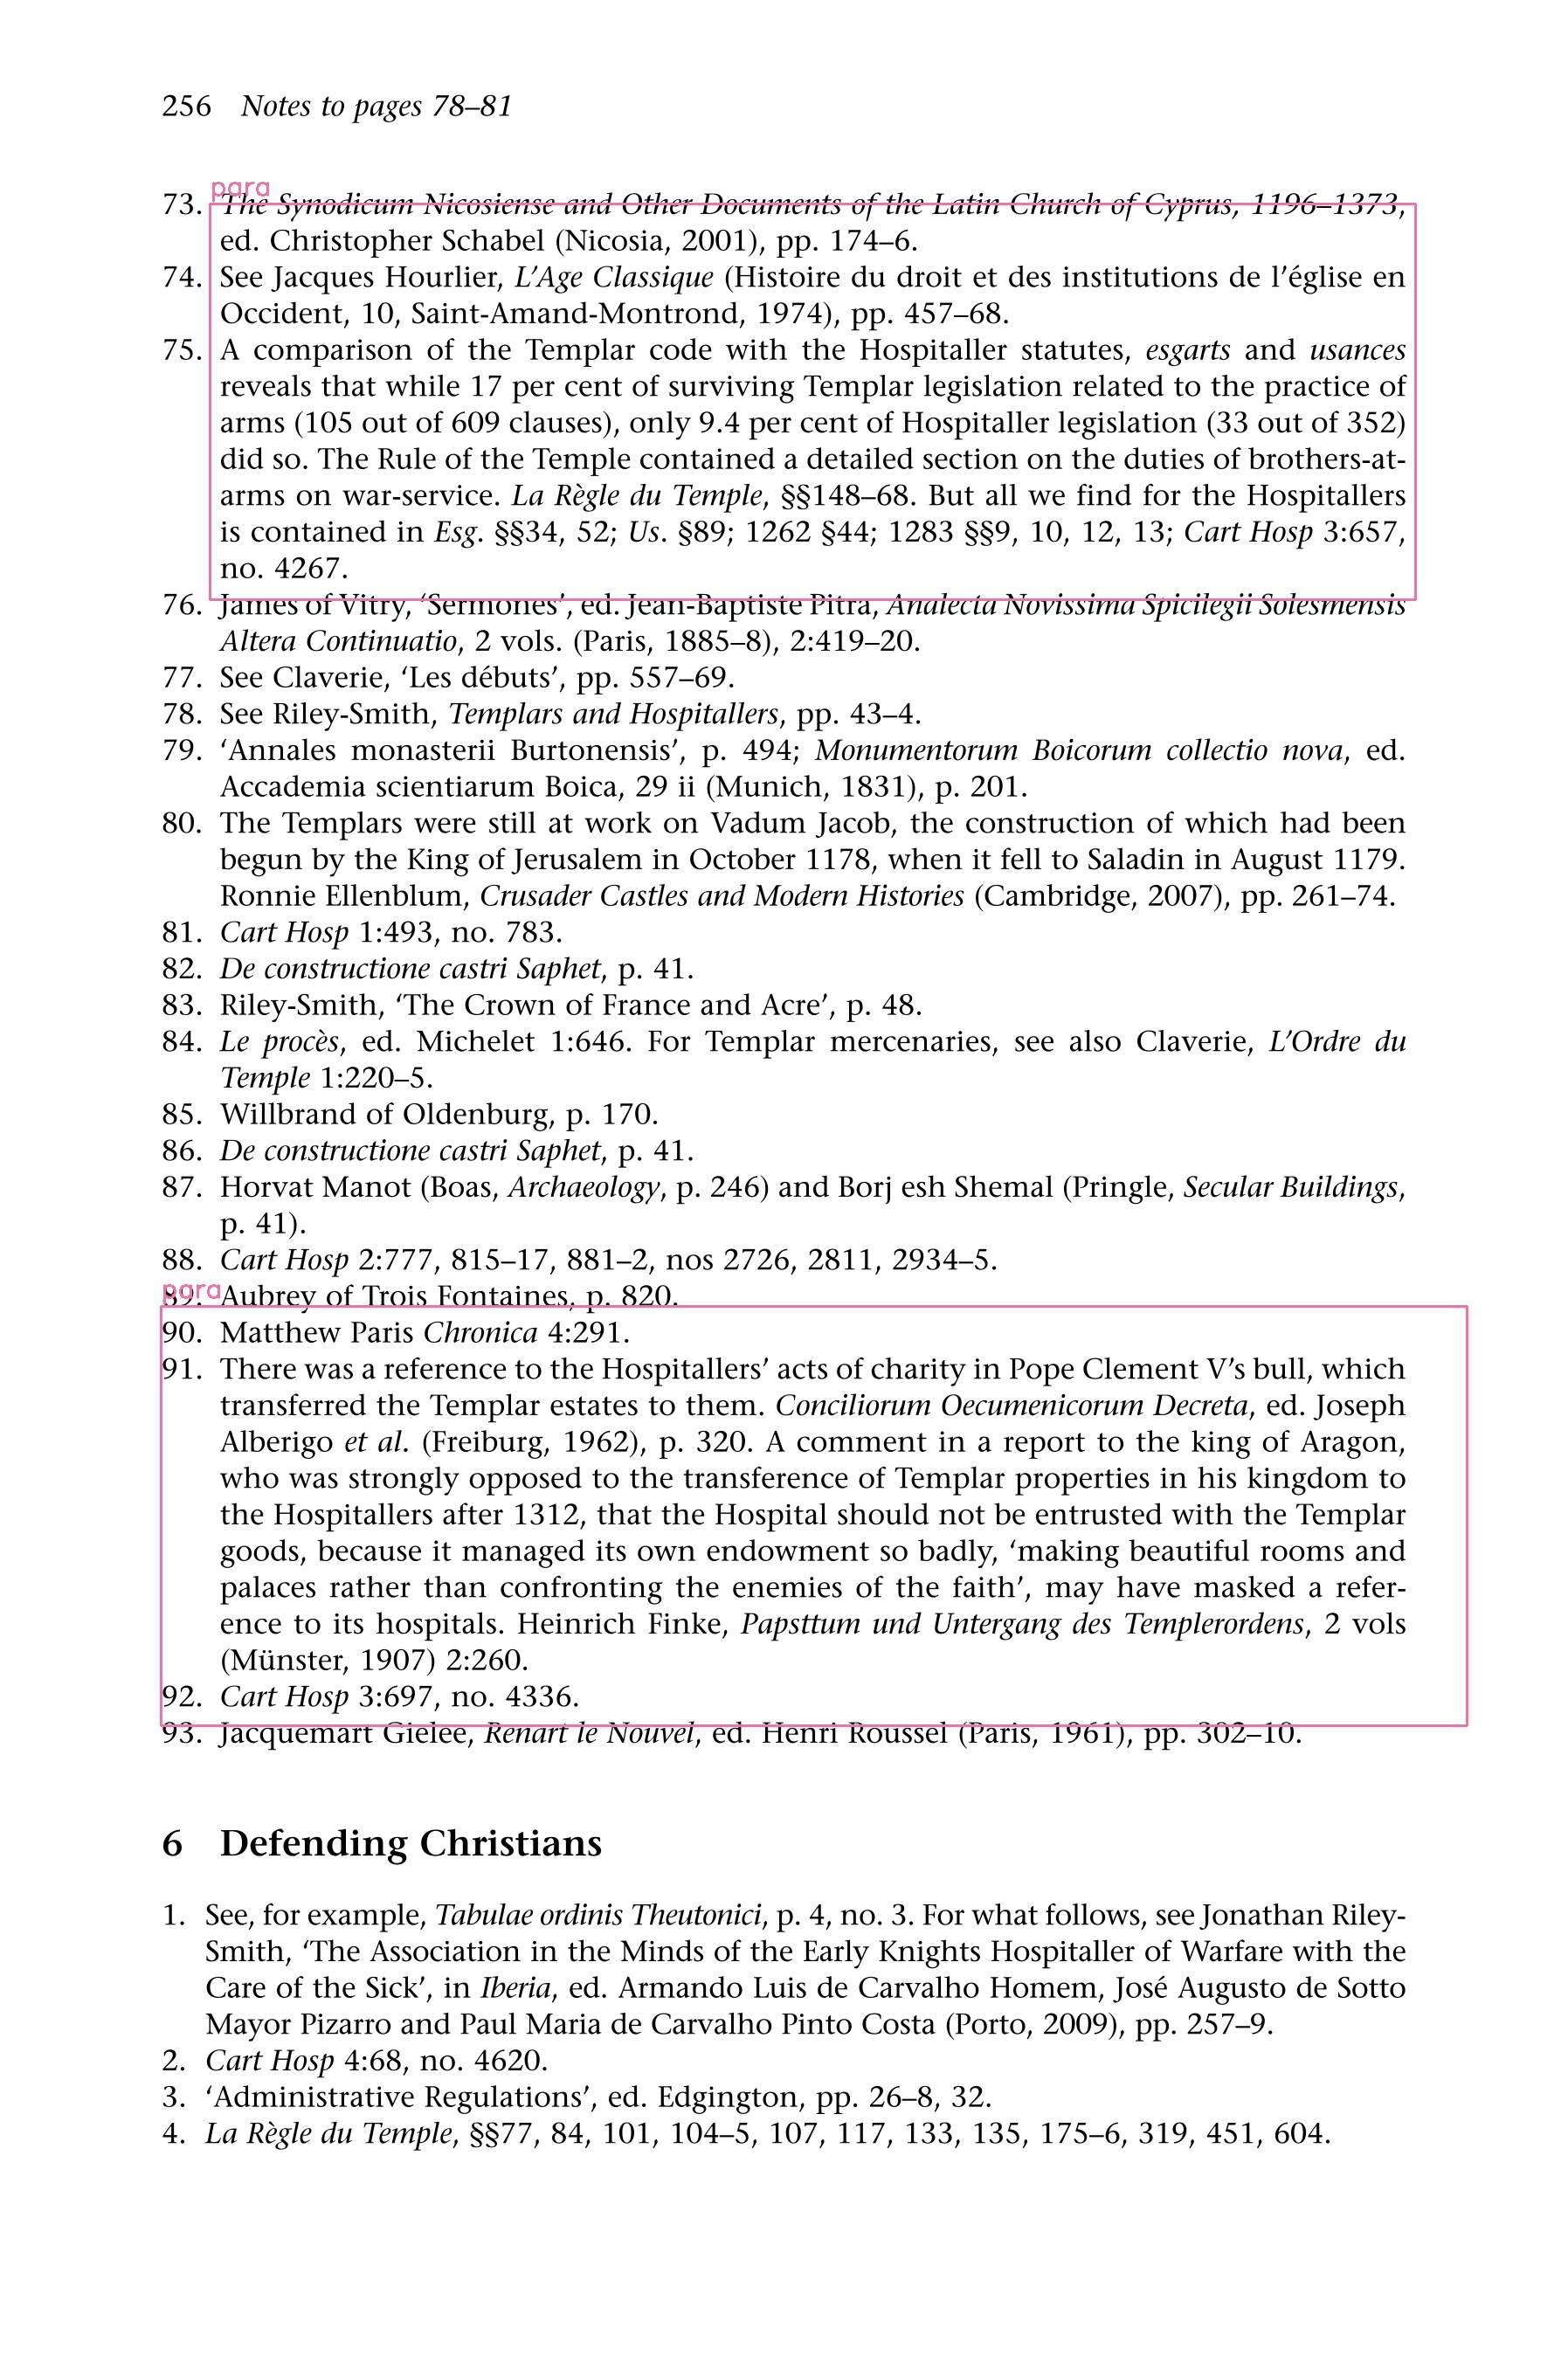 256 Notes to pages 78–81
para
73. The Synodicum Nicosiense and Other Documents of the Latin Church of Cyprus, 1196–1373,
ed. Christopher Schabel (Nicosia, 2001), pp. 174–6.
74. See Jacques Hourlier, L’Age Classique (Histoire du droit et des institutions de l’église en
Occident, 10, Saint-Amand-Montrond, 1974), pp. 457–68.
75. A comparison of the Templar code with the Hospitaller statutes, esgarts and usances
reveals that while 17 per cent of surviving Templar legislation related to the practice of
arms (105 out of 609 clauses), only 9.4 per cent of Hospitaller legislation (33 out of 352)
did so. The Rule of the Temple contained a detailed section on the duties of brothers-at-
arms on war-service. La Règle du Temple, §§148–68. But all we find for the Hospitallers
is contained in Esg. §§34, 52; Us. §89; 1262 §44; 1283 §§9, 10, 12, 13; Cart Hosp 3:657,
no. 4267.
76. James of Vitry, ‘Sermones’, ed. Jean-Baptiste Pitra, Analecta Novissima Spicilegii Solesmensis
Altera Continuatio, 2 vols. (Paris, 1885–8), 2:419–20.
77. See Claverie, ‘Les débuts’, pp. 557–69.
78. See Riley-Smith, Templars and Hospitallers, pp. 43–4.
79. ‘Annales monasterii Burtonensis’, p. 494; Monumentorum Boicorum collectio nova, ed.
Accademia scientiarum Boica, 29 ii (Munich, 1831), p. 201.
80. The Templars were still at work on Vadum Jacob, the construction of which had been
begun by the King of Jerusalem in October 1178, when it fell to Saladin in August 1179.
Ronnie Ellenblum, Crusader Castles and Modern Histories (Cambridge, 2007), pp. 261–74.
81. Cart Hosp 1:493, no. 783.
82. De constructione castri Saphet, p. 41.
83. Riley-Smith, ‘The Crown of France and Acre’, p. 48.
84. Le procès, ed. Michelet 1:646. For Templar mercenaries, see also Claverie, L’Ordre du
Temple 1:220–5.
85. Willbrand of Oldenburg, p. 170.
86. De constructione castri Saphet, p. 41.
87. Horvat Manot (Boas, Archaeology, p. 246) and Borj esh Shemal (Pringle, Secular Buildings,
p. 41).
88. Cart Hosp 2:777, 815–17, 881–2, nos 2726, 2811, 2934–5.
para
89. Aubrey of Trois Fontaines, p. 820.
90. Matthew Paris Chronica 4:291.
91. There was a reference to the Hospitallers’ acts of charity in Pope Clement V’s bull, which
transferred the Templar estates to them. Conciliorum Oecumenicorum Decreta, ed. Joseph
Alberigo et al. (Freiburg, 1962), p. 320. A comment in a report to the king of Aragon,
who was strongly opposed to the transference of Templar properties in his kingdom to
the Hospitallers after 1312, that the Hospital should not be entrusted with the Templar
goods, because it managed its own endowment so badly, ‘making beautiful rooms and
palaces rather than confronting the enemies of the faith’, may have masked a refer-
ence to its hospitals. Heinrich Finke, Papsttum und Untergang des Templerordens, 2 vols
(Münster, 1907) 2:260.
92. Cart Hosp 3:697, no. 4336.
93. Jacquemart Gielee, Renart le Nouvel, ed. Henri Roussel (Paris, 1961), pp. 302–10.
6 Defending Christians
1. See, for example, Tabulae ordinis Theutonici, p. 4, no. 3. For what follows, see Jonathan Riley-
Smith, ‘The Association in the Minds of the Early Knights Hospitaller of Warfare with the
Care of the Sick’, in Iberia, ed. Armando Luis de Carvalho Homem, José Augusto de Sotto
Mayor Pizarro and Paul Maria de Carvalho Pinto Costa (Porto, 2009), pp. 257–9.
2. Cart Hosp 4:68, no. 4620.
3. ‘Administrative Regulations’, ed. Edgington, pp. 26–8, 32.
4. La Règle du Temple, §§77, 84, 101, 104–5, 107, 117, 133, 135, 175–6, 319, 451, 604.